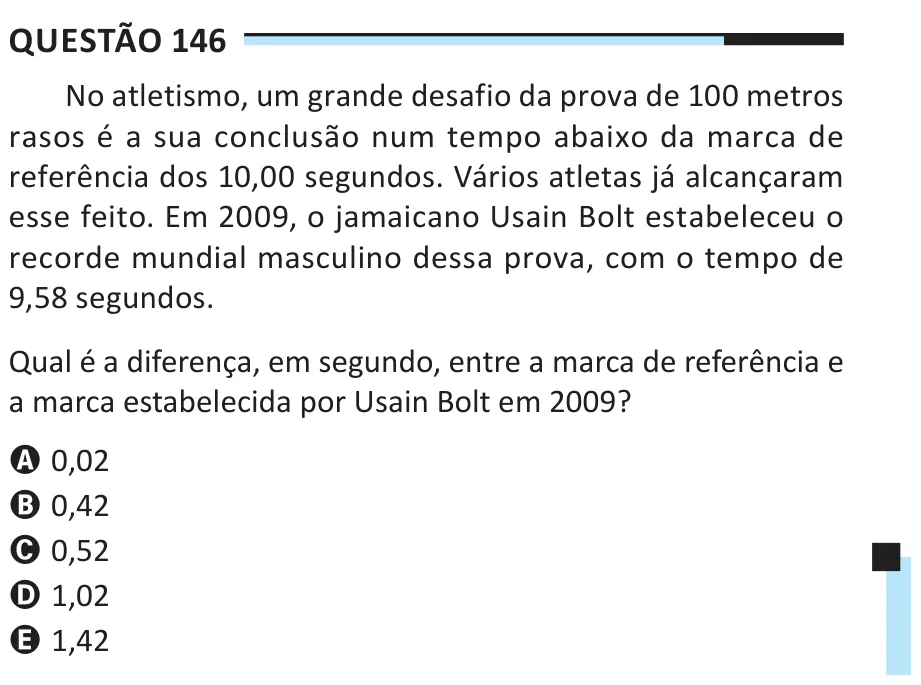 QUESTÃO 146
No atletismo, um grande desafio da prova de 100 metros
rasos é a sua conclusão num tempo abaixo da marca de
referência dos 10,00 segundos. Vários atletas já alcançaram
esse feito. Em 2009, o jamaicano Usain Bolt estabeleceu o
recorde mundial masculino dessa prova, com o tempo de
9,58 segundos.
Qual é a diferença, em segundo, entre a marca de referência e
a marca estabelecida por Usain Bolt em 2009?
A 0,02
B 0,42
C 0,52
D 1,02
E 1,42